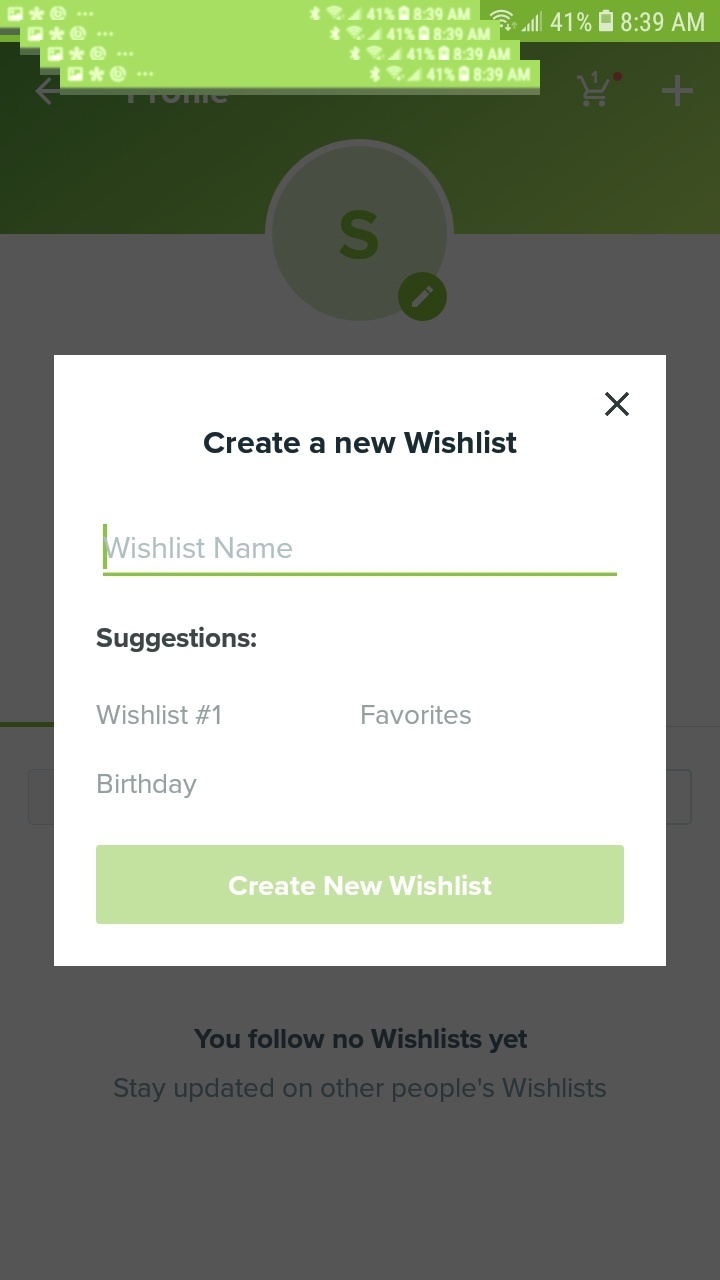 41% 8:39 AM
41% 8:39 AM
41% 8:39 AM
41% 8:39 AM
41% 8:39 AM
Profile
1
S
Create a new Wishlist
Wishlist Name
Suggestions:
Wishlist #1 Favorites
Birthday
Create New Wishlist
You follow no Wishlists yet
Stay updated on other people's Wishlists